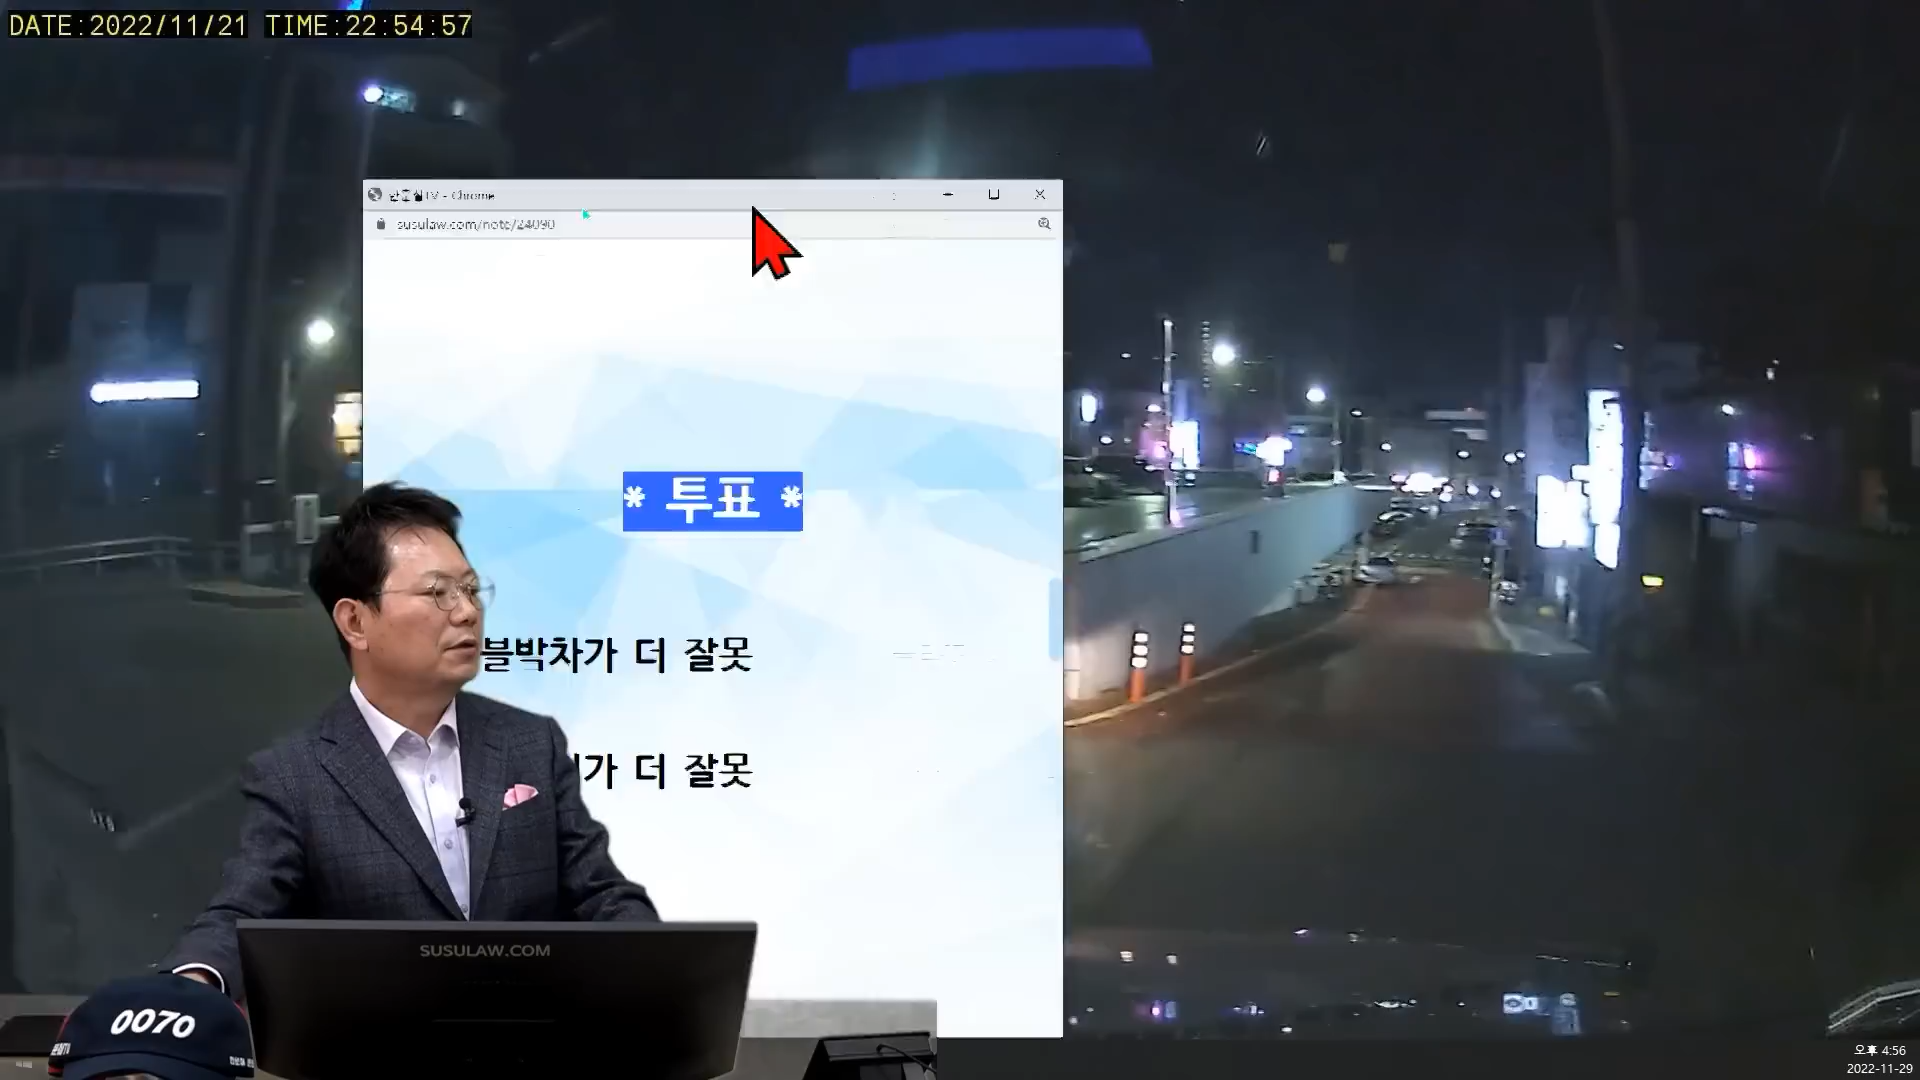 DATE:2022/11/21 TIME:22:54:57
- Chrome
susulaw.com/note/24090
* 투표 *
블박차가 더 잘못
가 더 잘못
SUSULAW.COM
0070
오후 4:56
2022-11-29